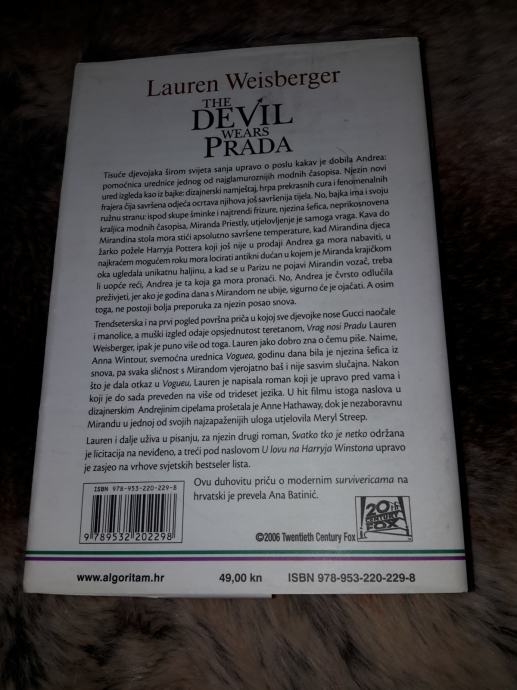 Lauren Weisberger
THE
DEVIL
WEARS
PRADA
Tisuće djevojaka širom svijeta sanja upravo o poslu kakav je dobila Andrea:
pomoćnica urednice jednog od najglamuroznijih modnih časopisa. Njezin novi
ured izgleda kao iz bajke: dizajnerski namještaj, hrpa prekrasnih cura i fenomenalnih
frajera čija savršena odjeća ocrtava njihova još savršenija tijela. No, bajka ima i svoju
ružnu stranu: ispod skupe šminke i najtrendi frizure, njezina šefica, neprikosnovena
kraljica modnih časopisa, Miranda Priestly, utjelovljenje je samoga vraga. Kava do
Mirandina stola mora stići apsolutno savršene temperature, kad Mirandina djeca
žarko požele Harryja Pottera koji još nije u prodaji Andrea ga mora nabaviti, u
najkraćem mogućem roku mora locirati antikni dućan u kojem je Miranda krajičkom
oka ugledala unikatnu haljinu, a kad se u Parizu ne pojavi Mirandin vozač, treba
li uopće reći, Andrea je ta koja ga mora pronaći. No, Andrea je čvrsto odlučila
preživjeti, jer ako je godina dana s Mirandom ne ubije, sigurno će je ojačati. A osim
toga, ne postoji bolja preporuka za njezin posao snova.
Trendseterska i na prvi pogled površna priča u kojoj sve djevojke nose Gucci naočale
i manolice, a muški izgled odaje opsjednutost teretanom, Vrag nosi Pradu Lauren
Weisberger, ipak je puno više od toga. Lauren jako dobro zna o čemu piše. Naime,
Anna Wintour, svemoćna urednica Voguea, godinu dana bila je njezina šefica iz
snova, pa svaka sličnost s Mirandom vjerojatno baš i nije sasvim slučajna. Nakon
što je dala otkaz u Vogueu, Lauren je napisala roman koji je upravo pred vama i
koji je do sada preveden na više od trideset jezika. U hit filmu istoga naslova u
dizajnerskim Andrejinim cipelama prošetala je Anne Hathaway, dok je nezaboravnu
Mirandu u jednoj od svojih najzapaženijih uloga utjelovila Meryl Streep.
Lauren i dalje uživa u pisanju, za njezin drugi roman, Svatko tko je netko održana
je licitacija na neviđeno, a treći pod naslovom U lovu na Harryja Winstona upravo
je zasjeo na vrhove svjetskih bestseler lista.
Ovu duhovitu priču o modernim survivericama na
hrvatski je prevela Ana Batinić.
ISBN 978-953-220-229-8
9 789532 202298
©2006 Twentieth Century Fox
20TH
CENTURY
FOX
www.algoritam.hr 49,00 kn ISBN 978-953-220-229-8